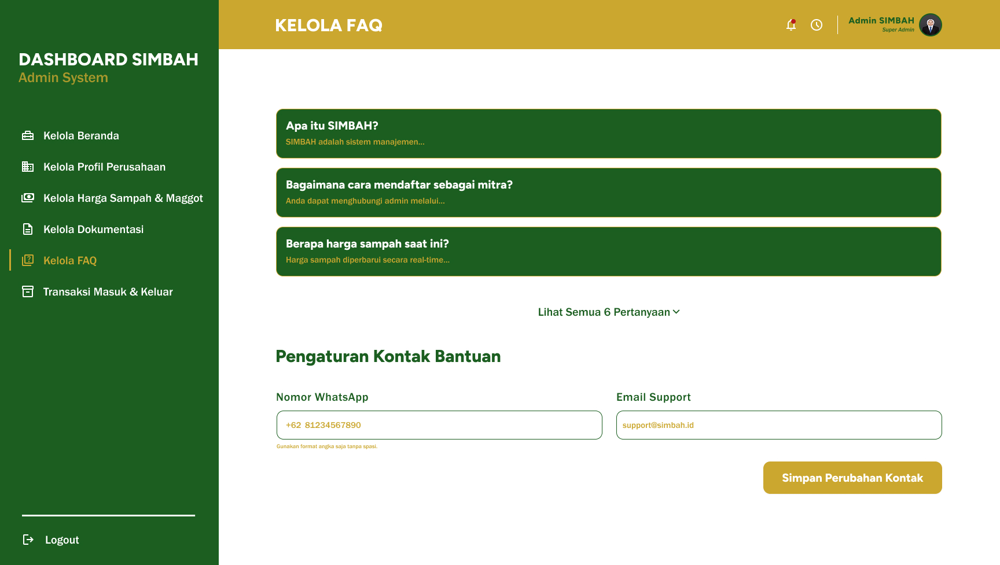 DASHBOARD SIMBAH
Admin System
Kelola Beranda
Kelola Profil Perusahaan
Kelola Harga Sampah & Maggot
Kelola Dokumentasi
Kelola FAQ
Transaksi Masuk & Keluar
Logout
KELOLA FAQ
Admin SIMBAH
Super Admin
Apa itu SIMBAH?
SIMBAH adalah sistem manajemen...
Bagaimana cara mendaftar sebagai mitra?
Anda dapat menghubungi admin melalui...
Berapa harga sampah saat ini?
Harga sampah diperbarui secara real-time...
Lihat Semua 6 Pertanyaan
Pengaturan Kontak Bantuan
Nomor WhatsApp
+62 81234567890
Gunakan format angka saja tanpa spasi.
Email Support
support@simbah.id
Simpan Perubahan Kontak